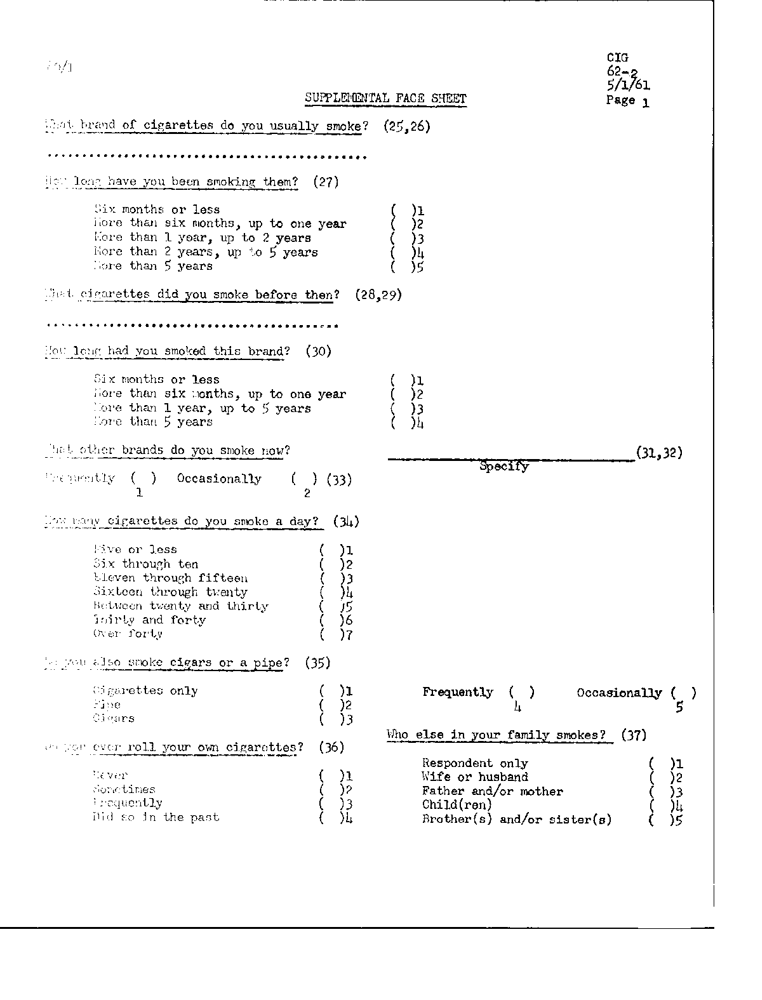 CIG
62-2
5/1/61
Page 1
SUPPLEMENTAL FACE SHEET
What brand of cigarettes do you usually smoke? (25,26)
..............................................
How long have you been smoking them? (27)
Six months or less ( )1
More than six months, up to one year ( )2
More than 1 year, up to 2 years ( )3
More than 2 years, up to 5 years ( )4
More than 5 years ( )5
What cigarettes did you smoke before then? (28,29)
..........................................
How long had you smoked this brand? (30)
Six months or less ( )1
More than six months, up to one year ( )2
More than 1 year, up to 5 years ( )3
More than 5 years ( )4
What other brands do you smoke now? ____________________ (31,32)
Specify
Frequently ( ) Occasionally ( ) (33)
1 2
How many cigarettes do you smoke a day? (34)
Five or less ( )1
Six through ten ( )2
Eleven through fifteen ( )3
Sixteen through twenty ( )4
Between twenty and thirty ( )5
Thirty and forty ( )6
Over forty ( )7
Do you also smoke cigars or a pipe? (35)
Cigarettes only ( )1
Pipe ( )2
Cigars ( )3
Frequently ( ) Occasionally ( )
4 5
Do you ever roll your own cigarettes? (36)
Never ( )1
Sometimes ( )2
Frequently ( )3
Did so in the past ( )4
Who else in your family smokes? (37)
Respondent only ( )1
Wife or husband ( )2
Father and/or mother ( )3
Child(ren) ( )4
Brother(s) and/or sister(s) ( )5